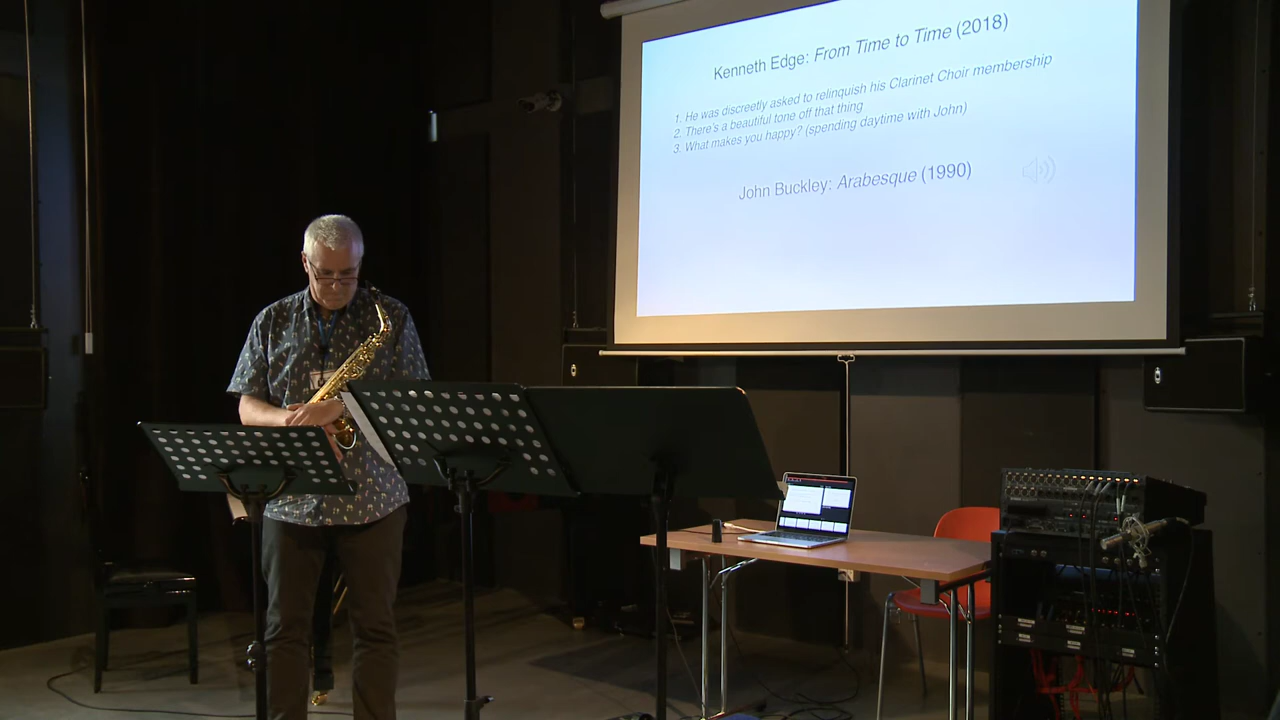 Kenneth Edge: From Time to Time (2018)
1. He was discreetly asked to relinquish his Clarinet Choir membership
2. There's a beautiful tone off that thing
3. What makes you happy? (spending daytime with John)
John Buckley: Arabesque (1990)